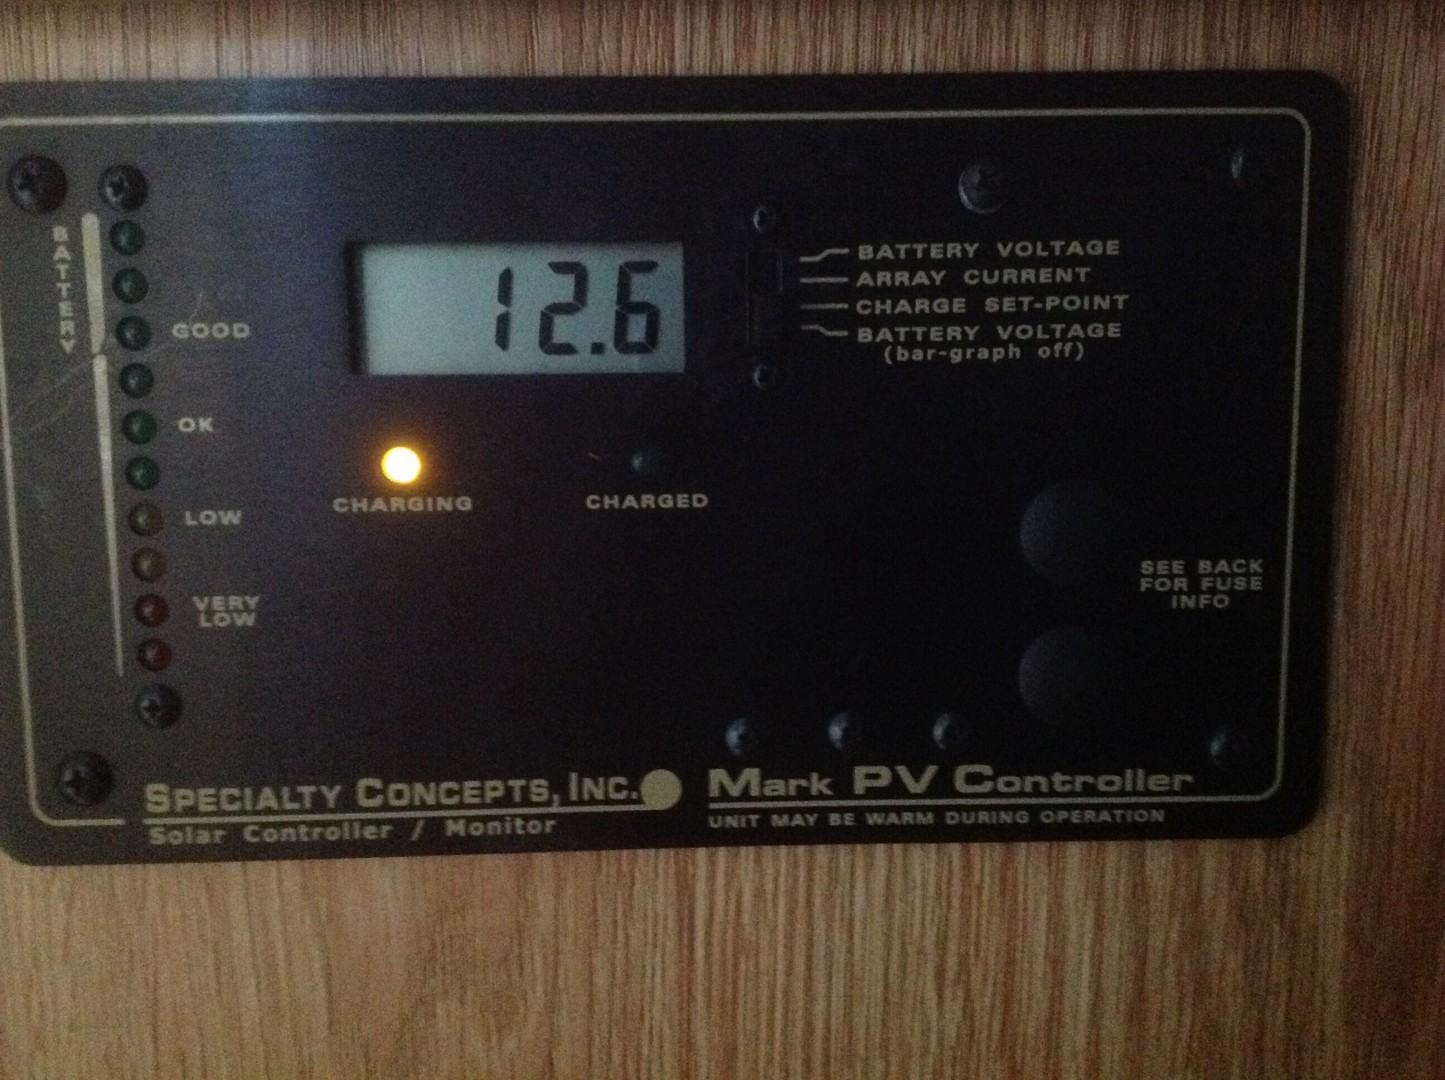 BATTERY
GOOD
OK
LOW
VERY
LOW
12.6
BATTERY VOLTAGE
ARRAY CURRENT
CHARGE SET-POINT
BATTERY VOLTAGE
(bar-graph off)
CHARGING
CHARGED
SEE BACK
FOR FUSE
INFO
SPECIALTY CONCEPTS, INC.
Solar Controller / Monitor
Mark PV Controller
UNIT MAY BE WARM DURING OPERATION